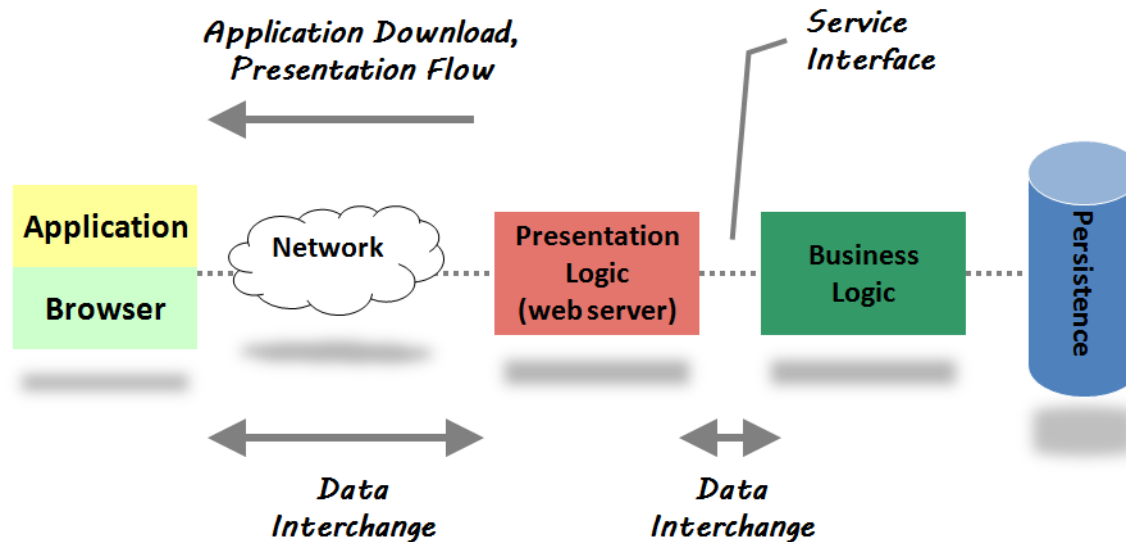 Application Download,
Presentation Flow
Service
Interface
Application
Browser
Network
Presentation
Logic
(web server)
Business
Logic
Persistence
Data
Interchange
Data
Interchange